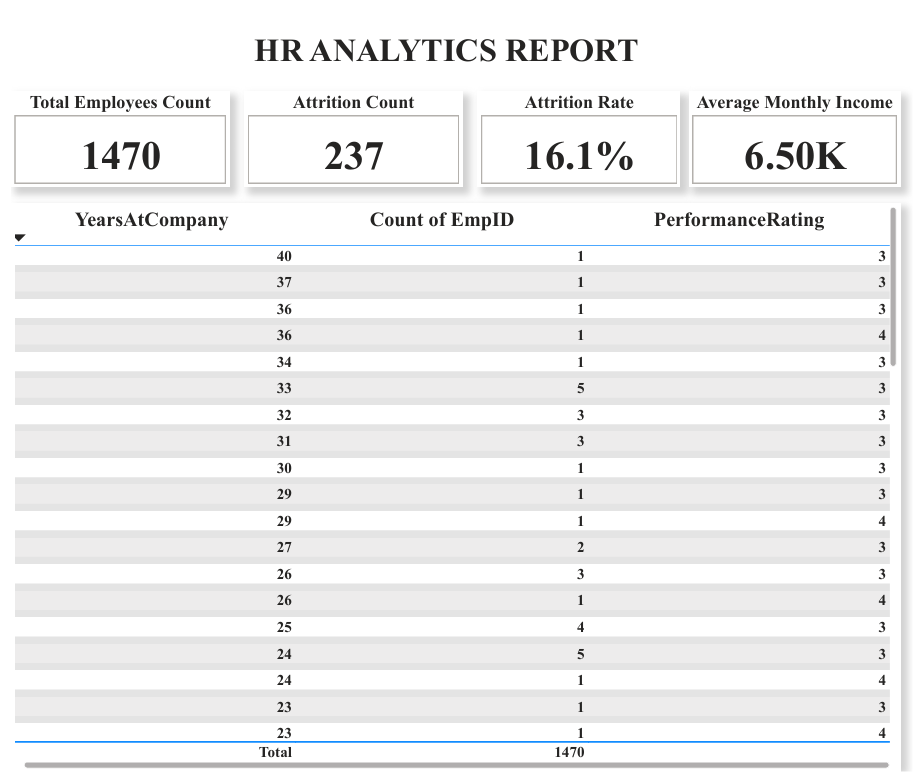 HR ANALYTICS REPORT
Total Employees Count Attrition Count Attrition Rate Average Monthly Income
1470 237 16.1% 6.50K
YearsAtCompany Count of EmpID PerformanceRating
40 1 3
37 1 3
36 1 3
36 1 4
34 1 3
33 5 3
32 3 3
31 3 3
30 1 3
29 1 3
29 1 4
27 2 3
26 3 3
26 1 4
25 4 3
24 5 3
24 1 4
23 1 3
23 1 4
Total 1470